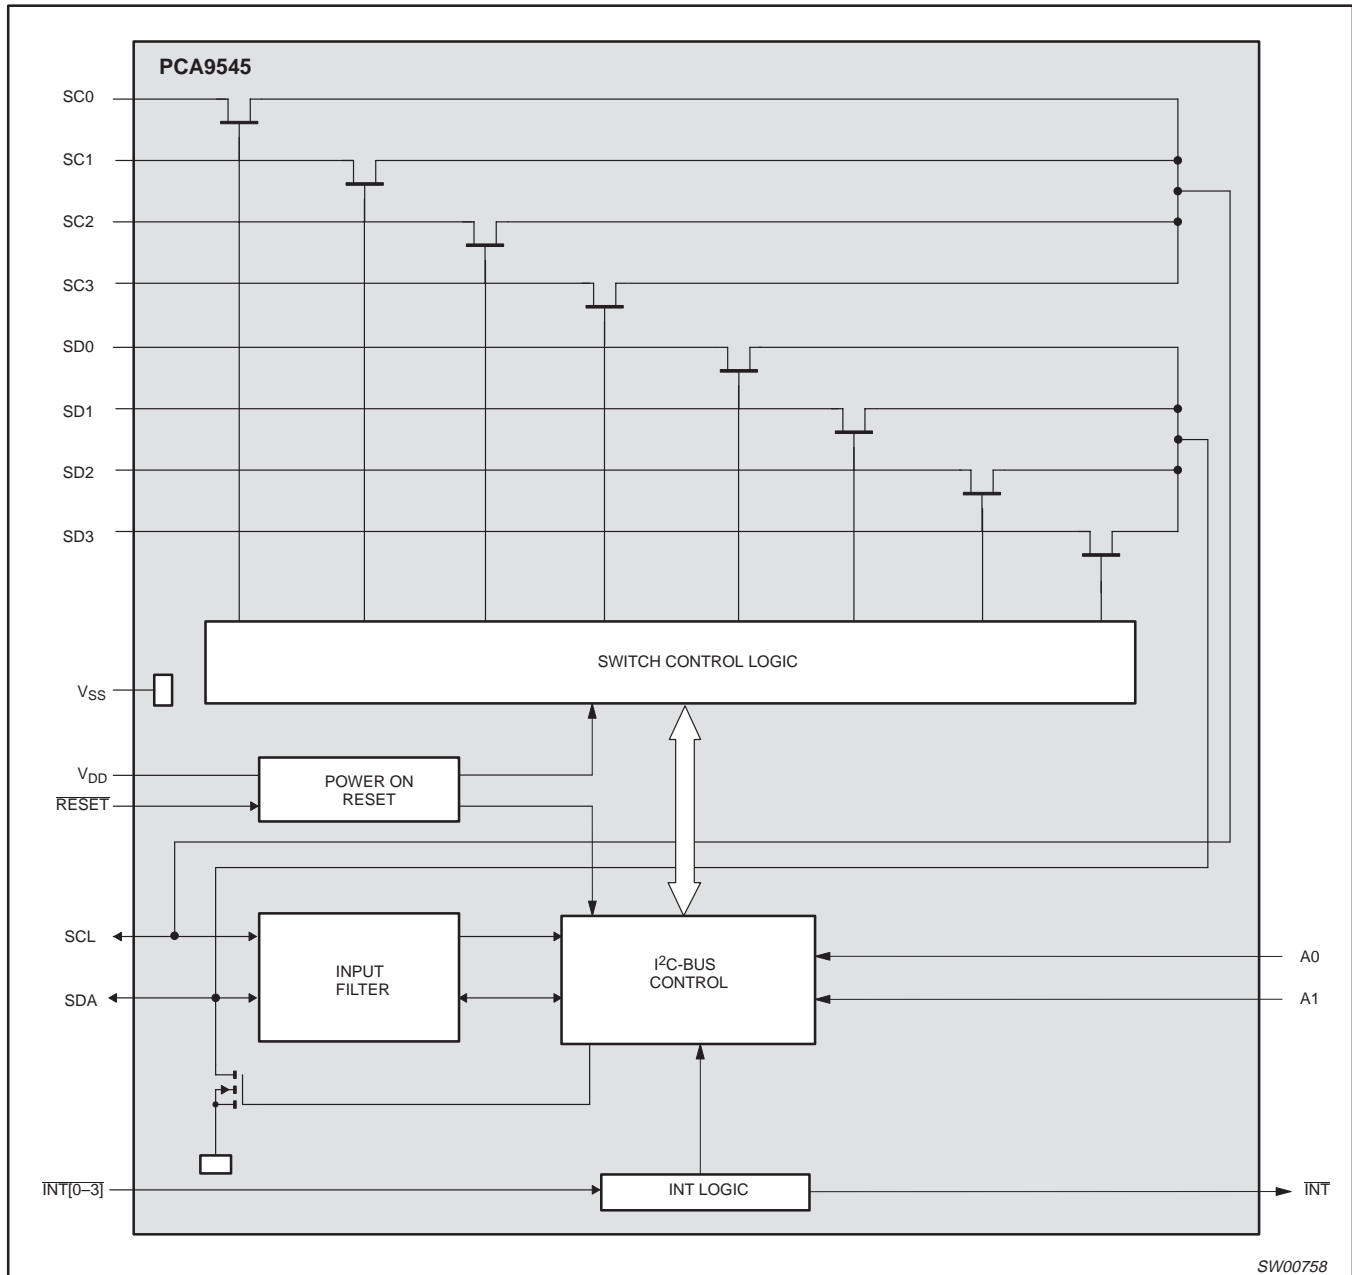 PCA9545
SC0
SC1
SC2
SC3
SD0
SD1
SD2
SD3
SWITCH CONTROL LOGIC
VSS
VDD
POWER ON
RESET
RESET
SCL
SDA
INPUT
FILTER
I²C-BUS
CONTROL
A0
A1
INT[0–3]
INT LOGIC
INT
SW00758